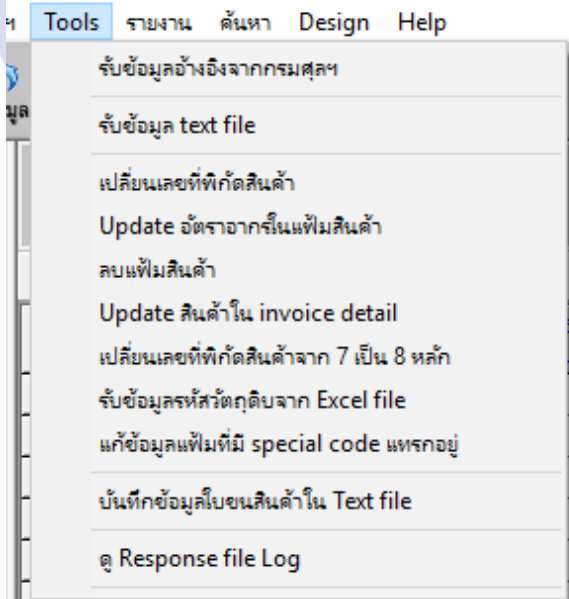 ฯ Tools รายงาน ค้นหา Design Help
มูล
รับข้อมูลอ้างอิงจากกรมศุลฯ
รับข้อมูล text file
เปลี่ยนเลขที่พิกัดสินค้า
Update อัตราอากรในแฟ้มสินค้า
ลบแฟ้มสินค้า
Update สินค้าใน invoice detail
เปลี่ยนเลขที่พิกัดสินค้าจาก 7 เป็น 8 หลัก
รับข้อมูลรหัสวัตถุดิบจาก Excel file
แก้ข้อมูลแฟ้มที่มี special code แทรกอยู่
บันทึกข้อมูลใบขนสินค้าใน Text file
ดู Response file Log